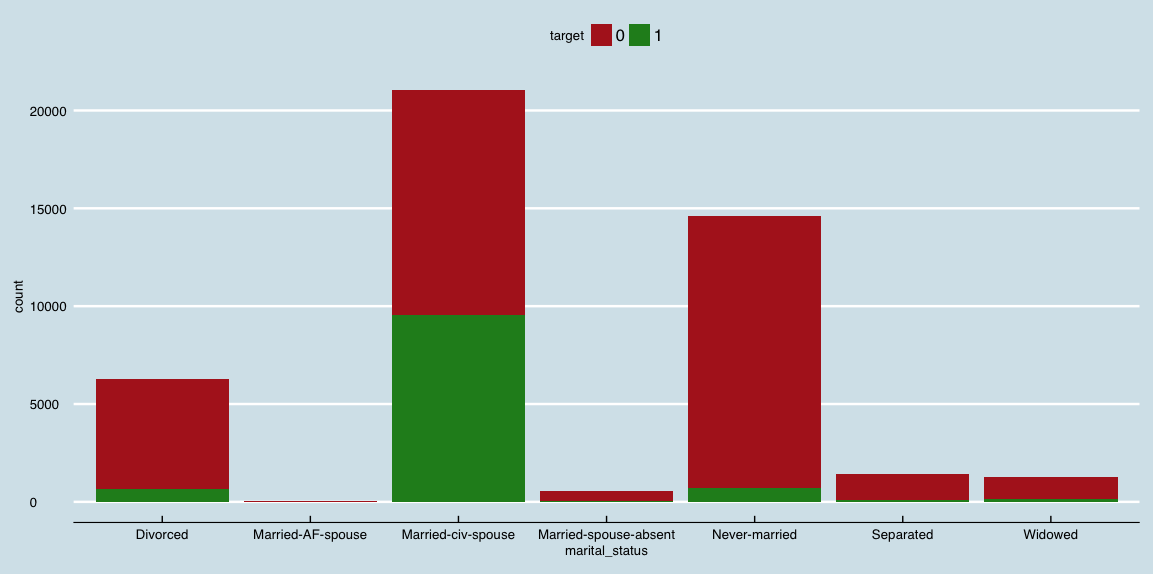 target 0 1
20000
15000
10000
5000
0
count
Divorced Married-AF-spouse Married-civ-spouse Married-spouse-absent Never-married Separated Widowed
marital_status